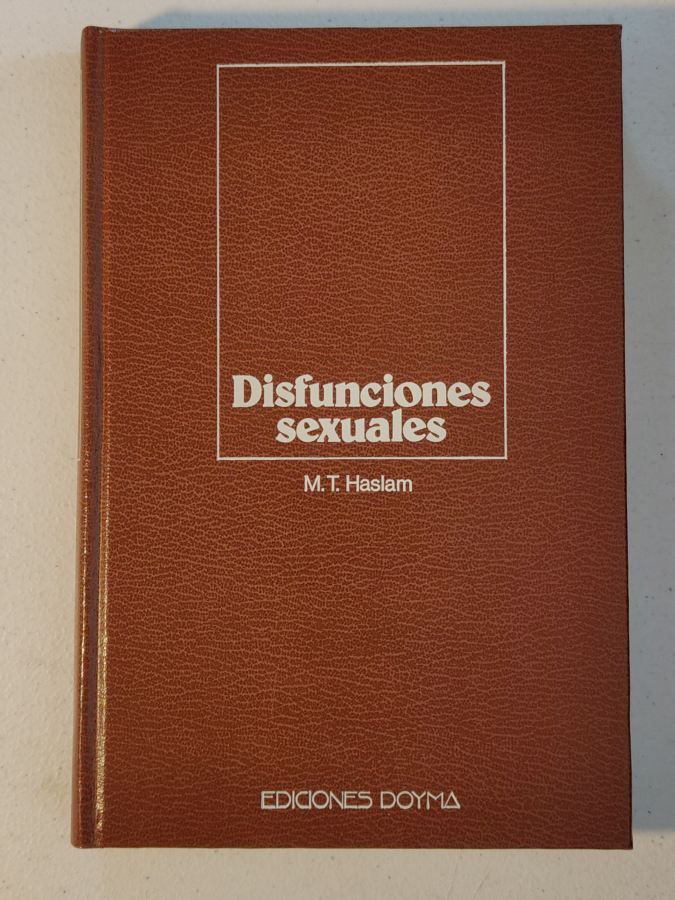 Disfunciones
sexuales
M.T. Haslam
EDICIONES DOYMA